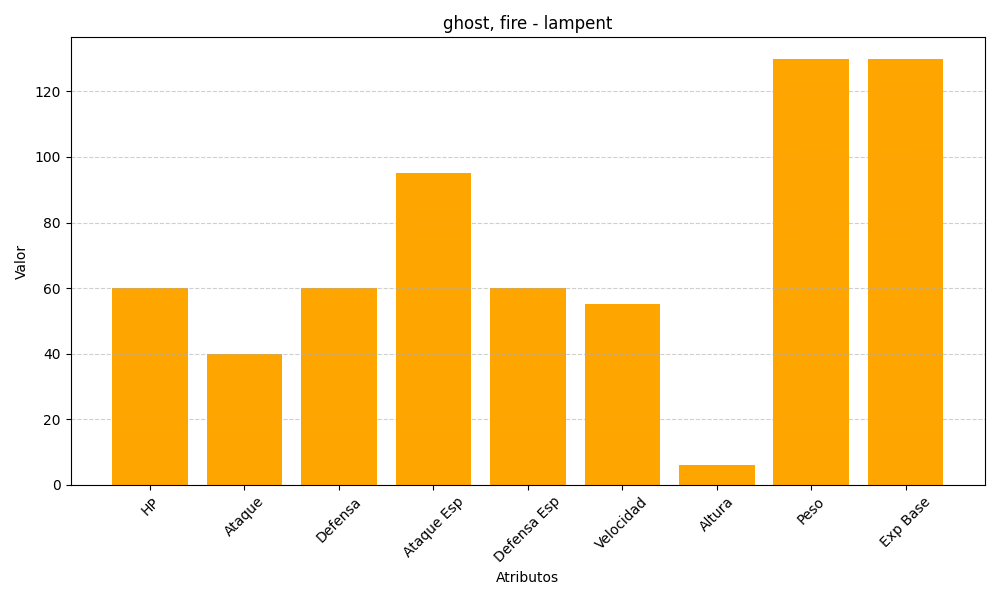 ghost, fire - lampent
Valor
120
100
80
60
40
20
0
HP
Ataque
Defensa
Ataque Esp
Defensa Esp
Velocidad
Altura
Peso
Exp Base
Atributos